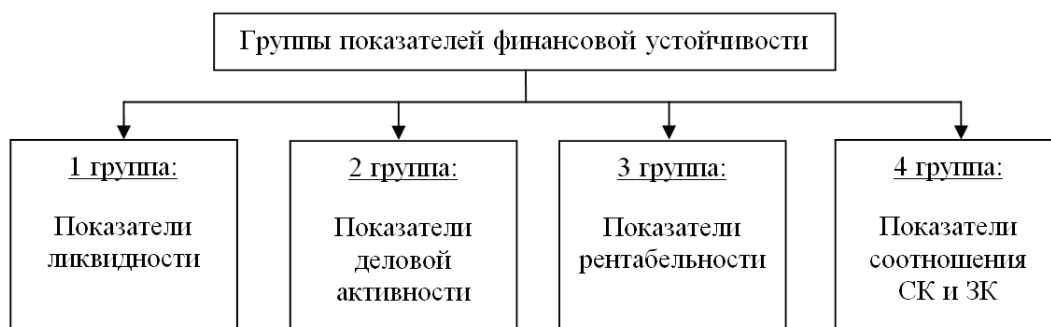 Группы показателей финансовой устойчивости
1 группа:
Показатели
ликвидности
2 группа:
Показатели
деловой
активности
3 группа:
Показатели
рентабельности
4 группа:
Показатели
соотношения
СК и ЗК